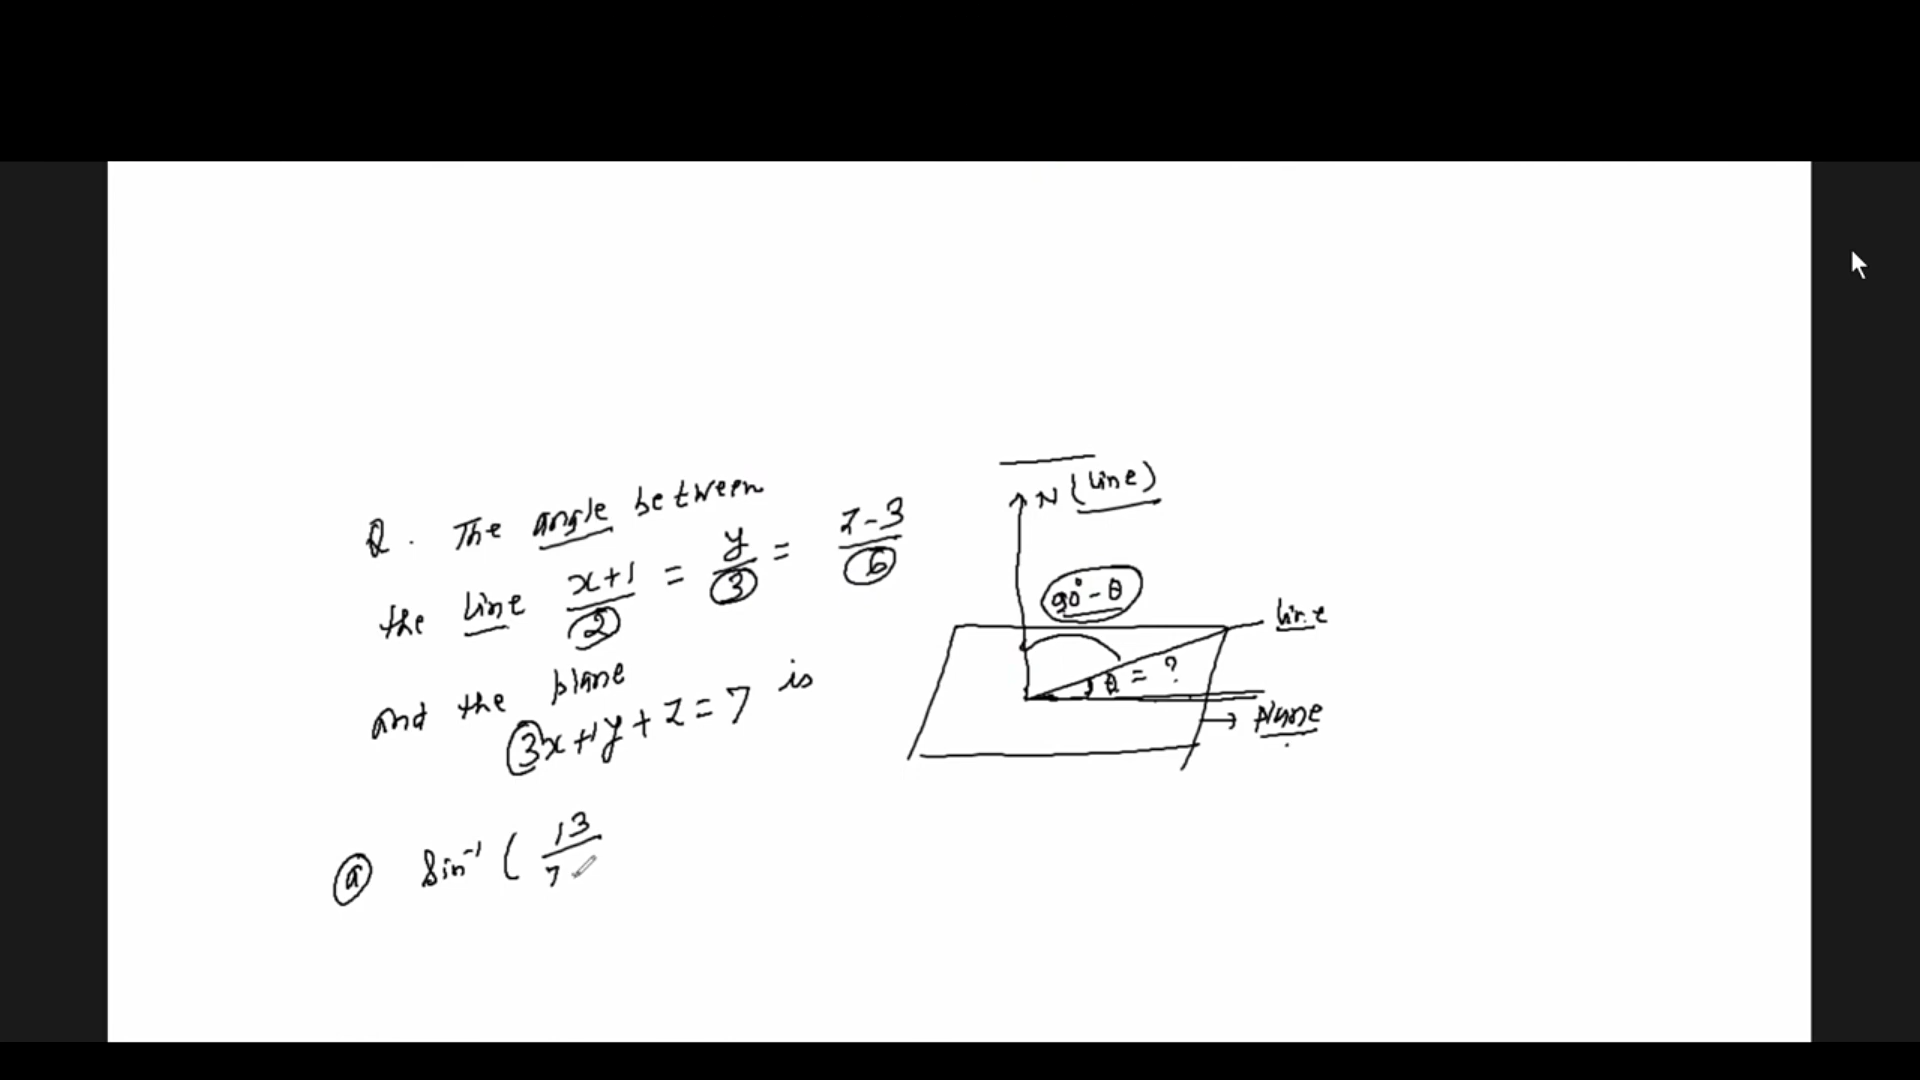 Q. The angle between
the line x+1/2 = y/3 = z-3/6
and the plane
3x+1y+z=7 is
(a) Sin⁻¹ ( 13/7
N (line)
90°-θ
line
θ = ?
→ plane